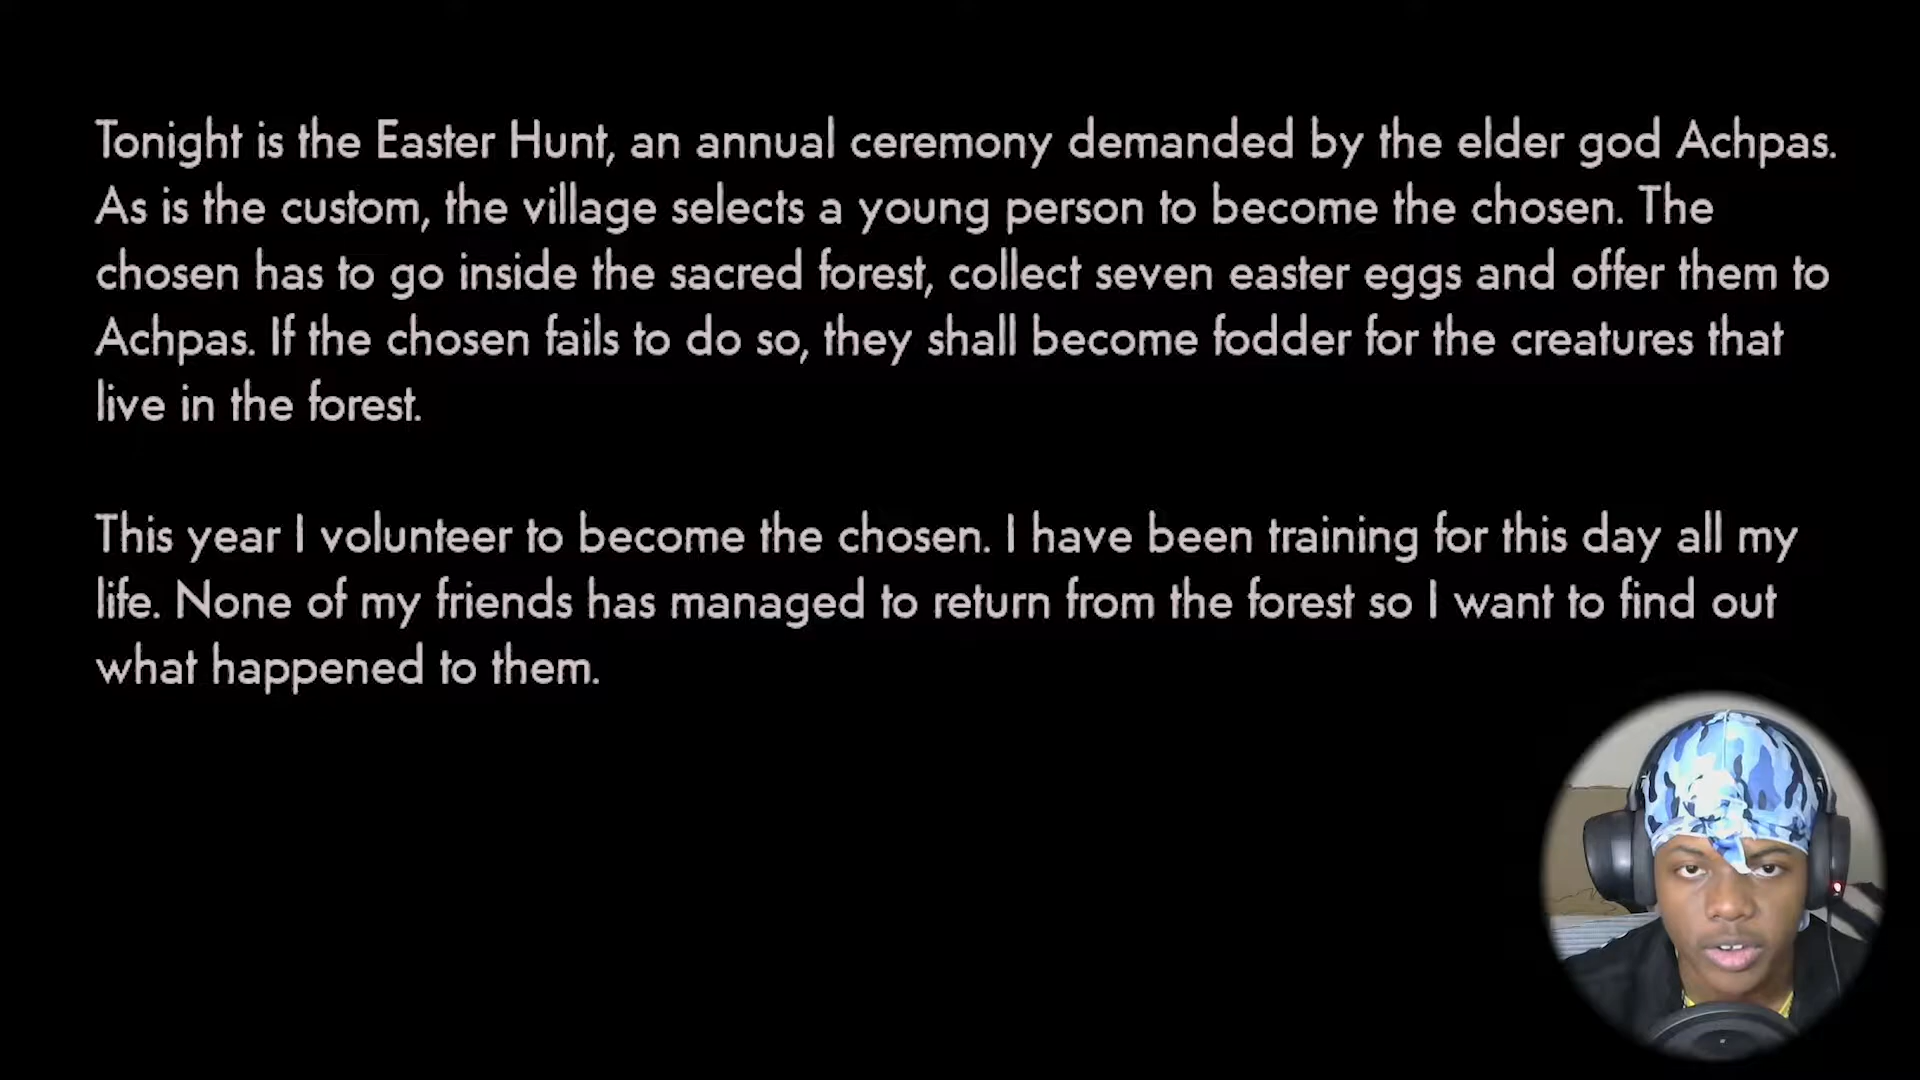 Tonight is the Easter Hunt, an annual ceremony demanded by the elder god Achpas.
As is the custom, the village selects a young person to become the chosen. The
chosen has to go inside the sacred forest, collect seven easter eggs and offer them to
Achpas. If the chosen fails to do so, they shall become fodder for the creatures that
live in the forest.
This year I volunteer to become the chosen. I have been training for this day all my
life. None of my friends has managed to return from the forest so I want to find out
what happened to them.